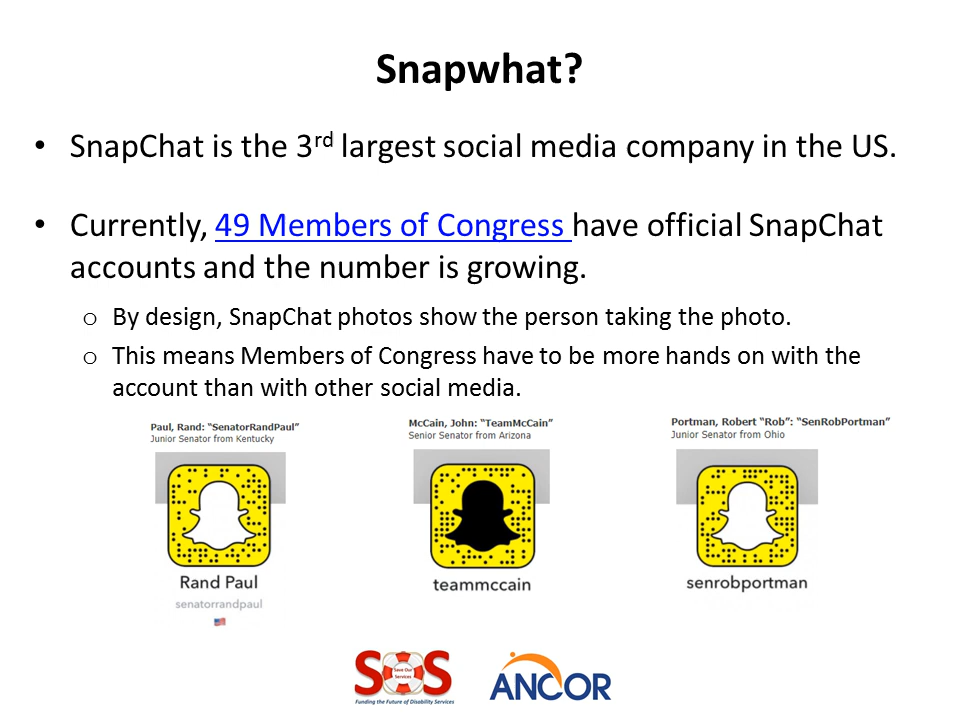 Snapwhat?
• SnapChat is the 3rd largest social media company in the US.
• Currently, 49 Members of Congress have official SnapChat
accounts and the number is growing.
o By design, SnapChat photos show the person taking the photo.
o This means Members of Congress have to be more hands on with the
account than with other social media.
Paul, Rand: “SenatorRandPaul”
Junior Senator from Kentucky
Rand Paul
senatorrandpaul
McCain, John: “TeamMcCain”
Senior Senator from Arizona
teammccain
Portman, Robert “Rob”: “SenRobPortman”
Junior Senator from Ohio
senrobportman
SOS
Save Our
Services
Funding the Future of Disability Services
ANCOR